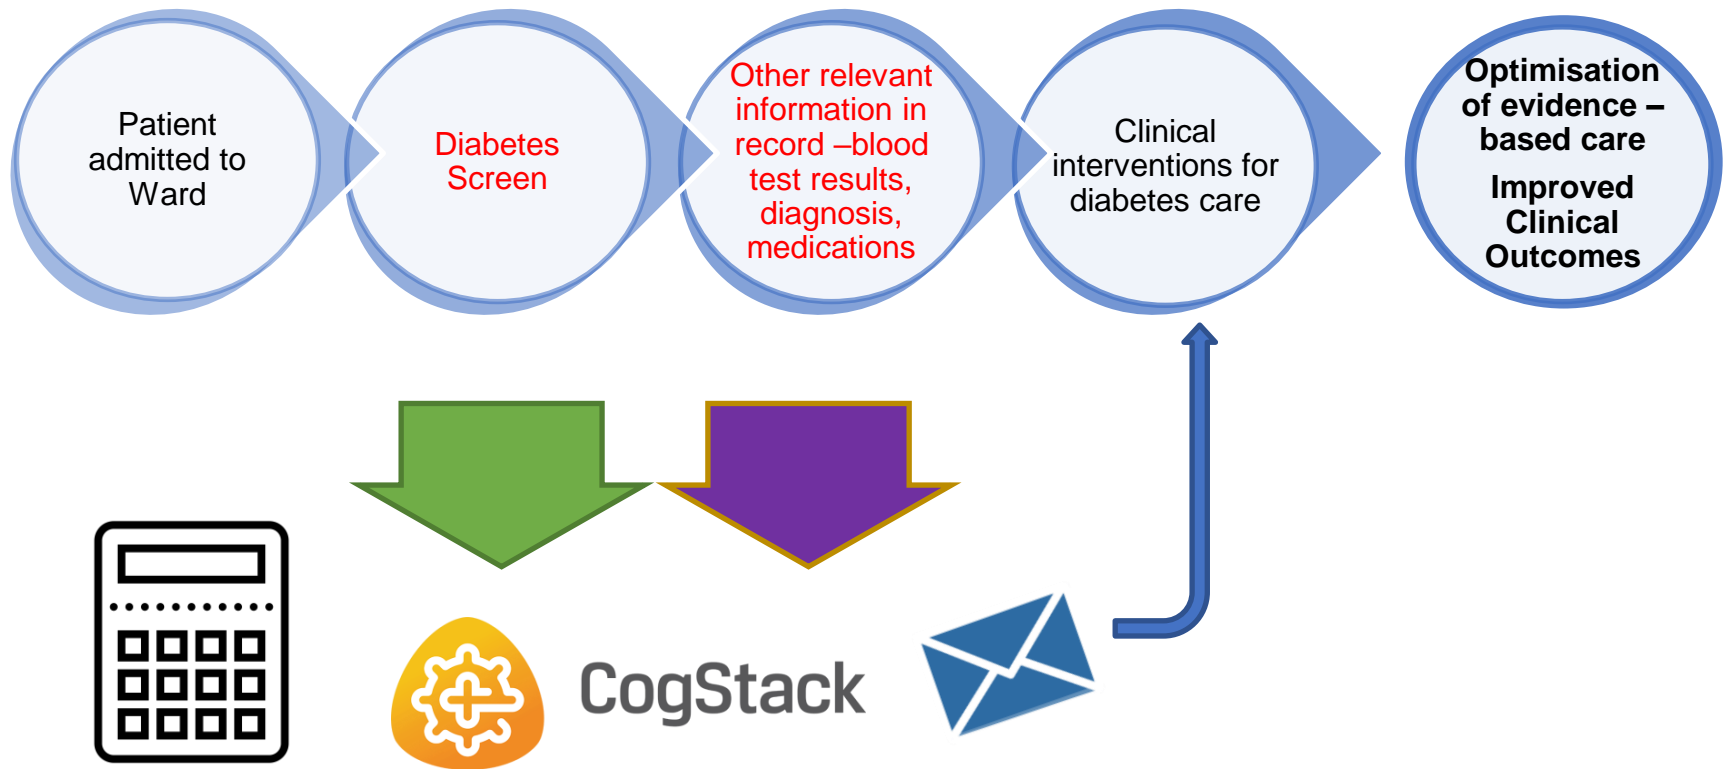 Patient
admitted to
Ward
Diabetes
Screen
Other relevant
information in
record –blood
test results,
diagnosis,
medications
Clinical
interventions for
diabetes care
Optimisation
of evidence –
based care
Improved
Clinical
Outcomes
CogStack